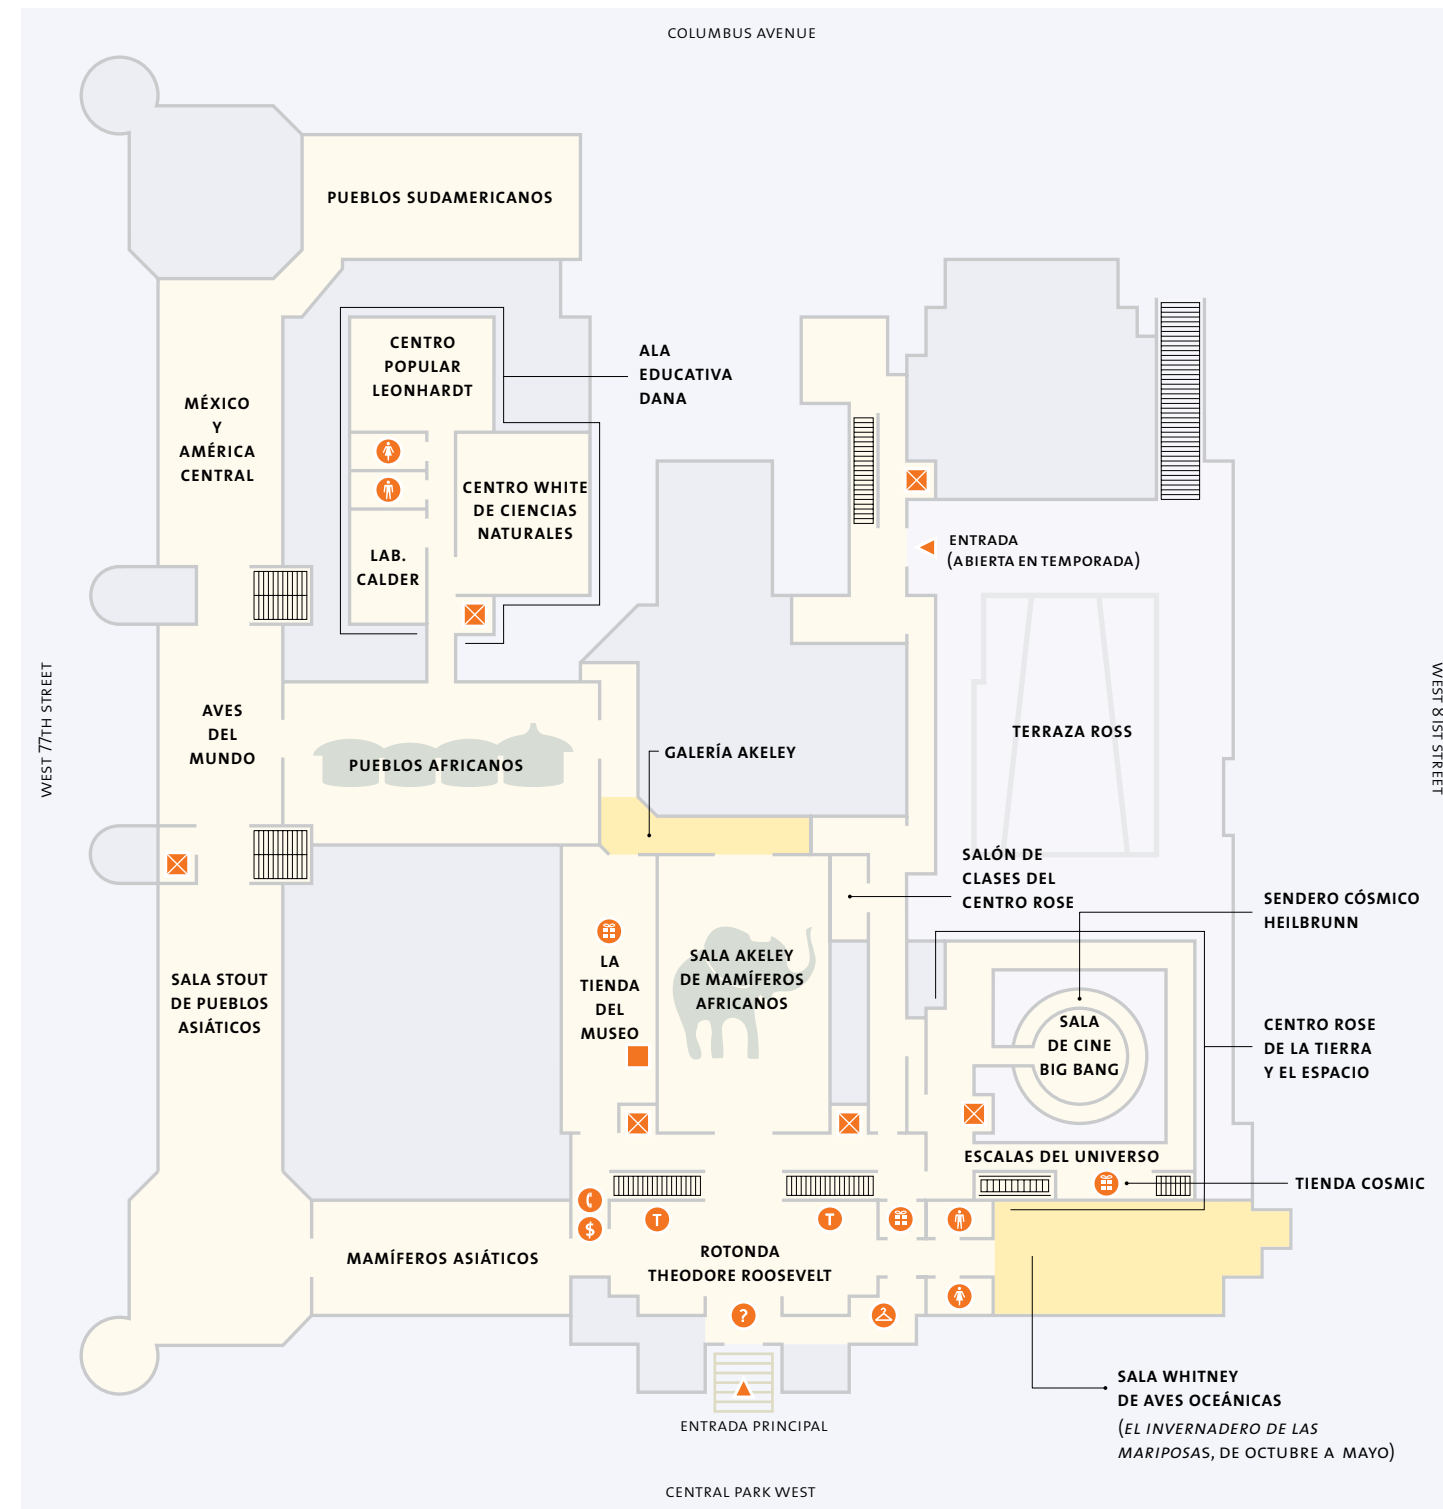 COLUMBUS AVENUE
PUEBLOS SUDAMERICANOS
CENTRO
POPULAR
LEONHARDT
ALA
EDUCATIVA
DANA
MÉXICO
Y
AMÉRICA
CENTRAL
CENTRO WHITE
DE CIENCIAS
NATURALES
LAB.
CALDER
ENTRADA
(ABIERTA EN TEMPORADA)
WEST 77TH STREET
WEST 81ST STREET
AVES
DEL
MUNDO
PUEBLOS AFRICANOS
GALERÍA AKELEY
TERRAZA ROSS
SALÓN DE
CLASES DEL
CENTRO ROSE
SENDERO CÓSMICO
HEILBRUNN
LA
TIENDA
DEL
MUSEO
SALA AKELEY
DE MAMÍFEROS
AFRICANOS
SALA STOUT
DE PUEBLOS
ASIÁTICOS
SALA
DE CINE
BIG BANG
CENTRO ROSE
DE LA TIERRA
Y EL ESPACIO
ESCALAS DEL UNIVERSO
TIENDA COSMIC
$
T
T
MAMÍFEROS ASIÁTICOS
ROTONDA
THEODORE ROOSEVELT
?
SALA WHITNEY
DE AVES OCEÁNICAS
(EL INVERNADERO DE LAS
MARIPOSAS, DE OCTUBRE A MAYO)
ENTRADA PRINCIPAL
CENTRAL PARK WEST